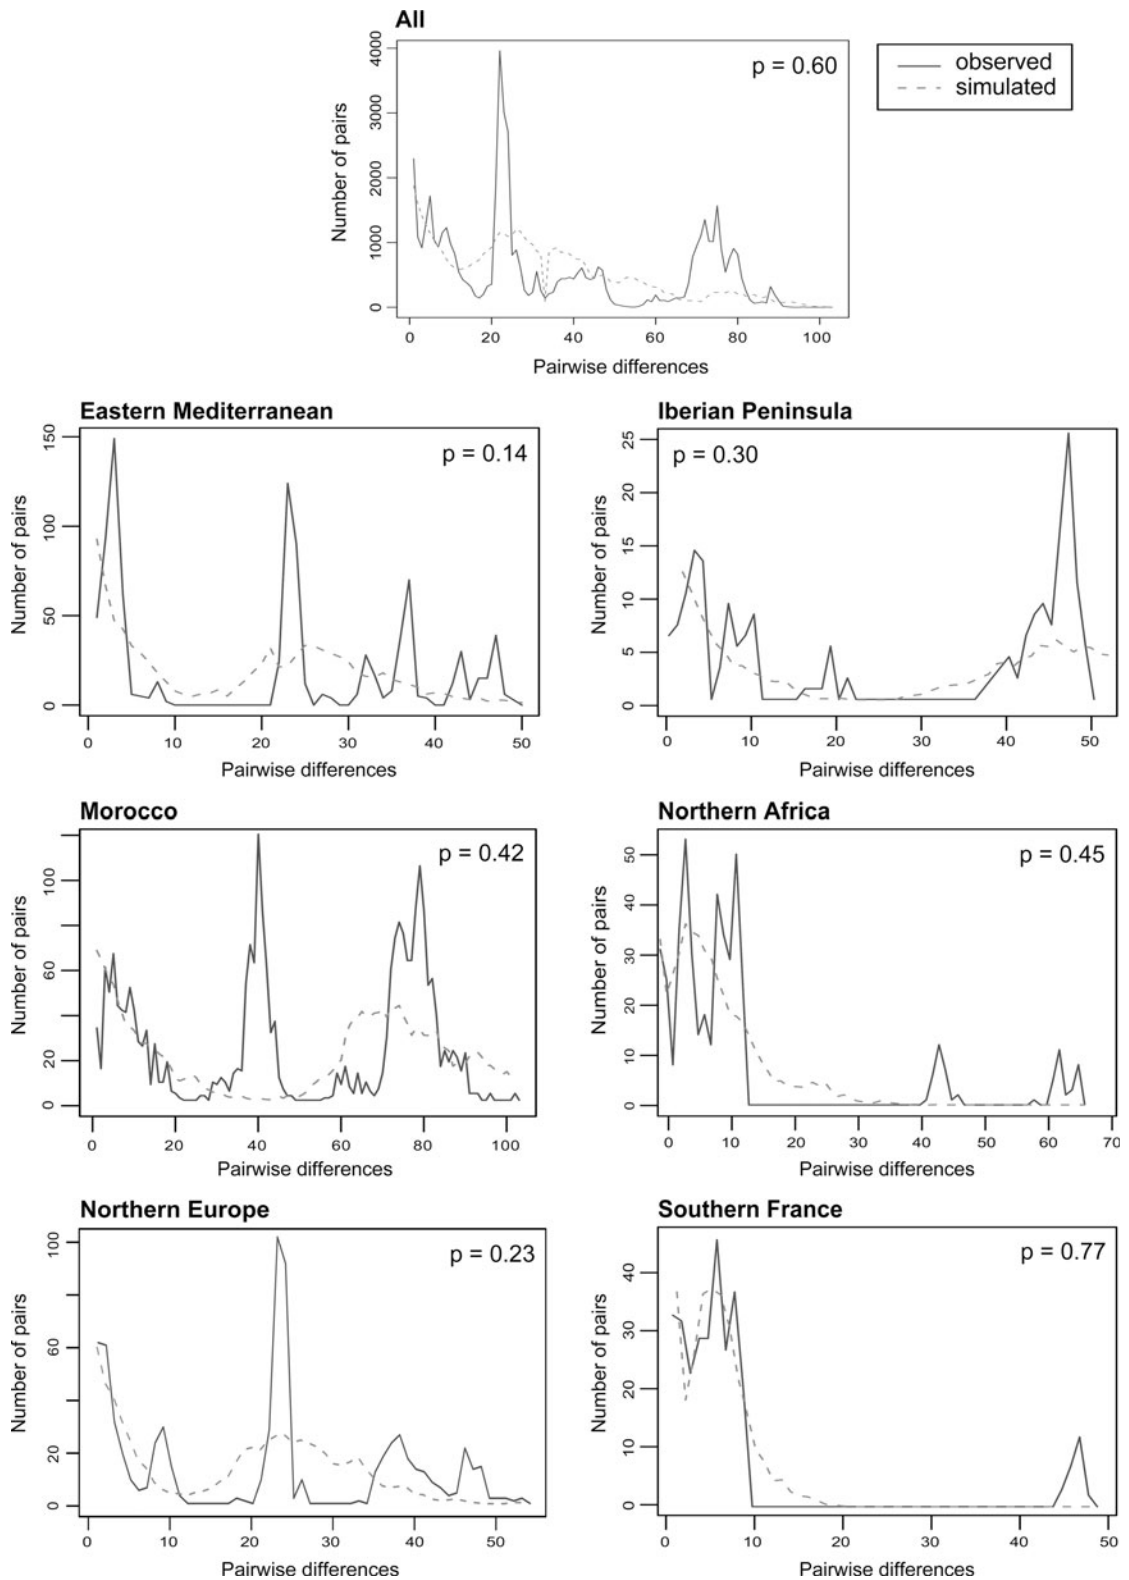 All
p = 0.60
observed
simulated
Number of pairs
4000
3000
2000
1000
0
0 20 40 60 80 100
Pairwise differences
Eastern Mediterranean
p = 0.14
Number of pairs
150
100
50
0
0 10 20 30 40 50
Pairwise differences
Iberian Peninsula
p = 0.30
Number of pairs
25
20
15
10
5
0
0 10 20 30 40 50
Pairwise differences
Morocco
p = 0.42
Number of pairs
100
60
20
0
0 20 40 60 80 100
Pairwise differences
Northern Africa
p = 0.45
Number of pairs
50
40
30
20
10
0
0 10 20 30 40 50 60 70
Pairwise differences
Northern Europe
p = 0.23
Number of pairs
100
60
20
0
0 10 20 30 40 50
Pairwise differences
Southern France
p = 0.77
Number of pairs
40
30
20
10
0
0 10 20 30 40 50
Pairwise differences